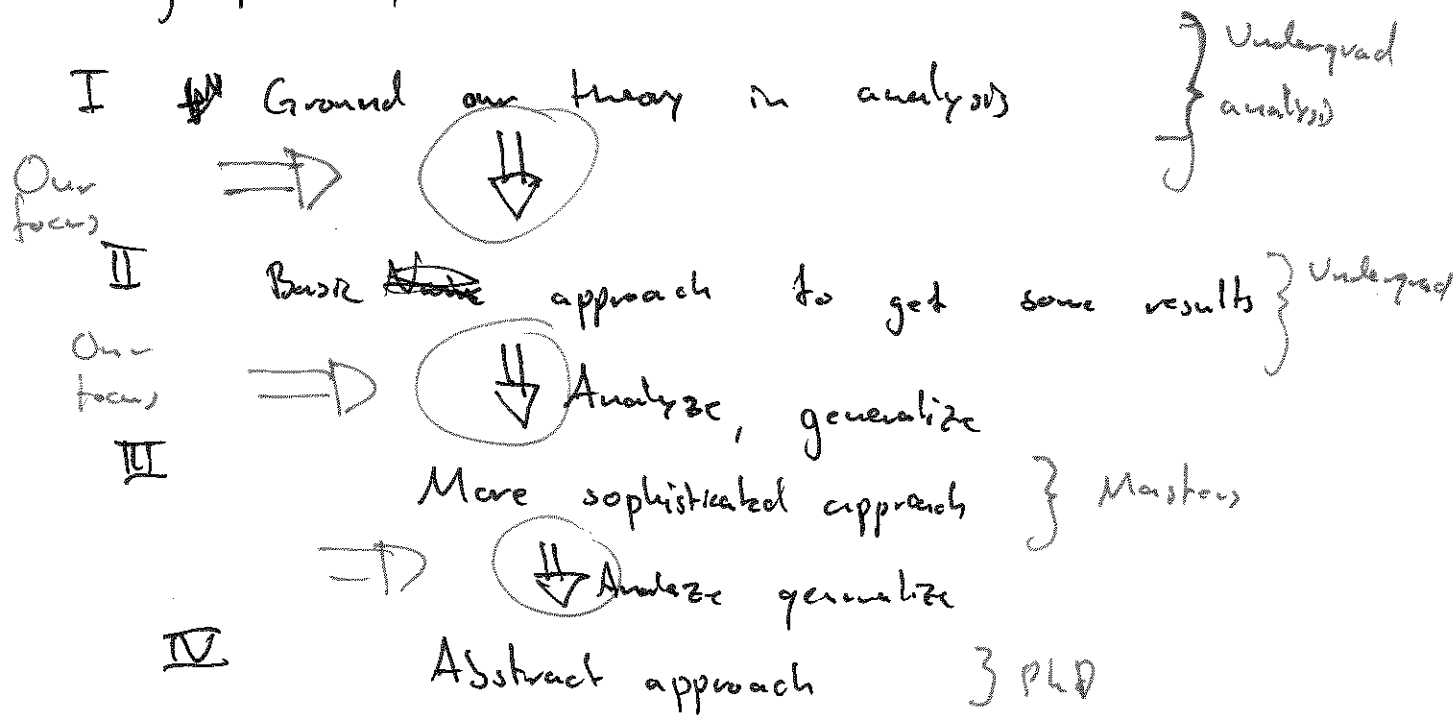 I Ground our theory in analysis } Undergrad analysis
Our focus ⇒ ⇓
II Basic approach to get some results } Undergrad
Our focus ⇒ ⇓ Analyze, generalize
III More sophisticated approach } Masters
⇒ ⇓ Analaze generalize
IV Abstract approach } PhD